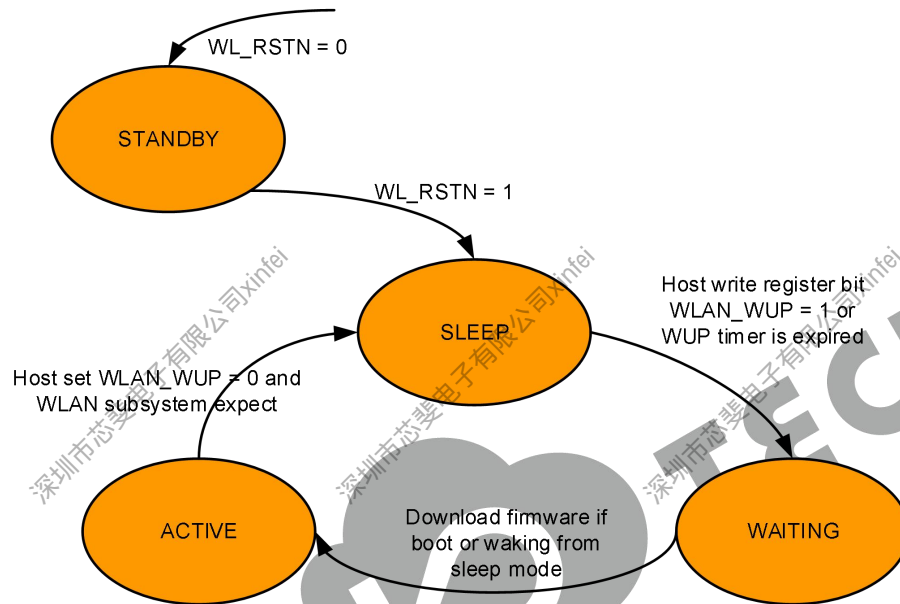 WL_RSTN = 0
STANDBY
WL_RSTN = 1
SLEEP
Host write register bit
WLAN_WUP = 1 or
WUP timer is expired
Host set WLAN_WUP = 0 and
WLAN subsystem expect
ACTIVE
Download firmware if
boot or waking from
sleep mode
WAITING
深圳市芯斐电子有限公司xinfei
深圳市芯斐电子有限公司xinfei
深圳市芯斐电子有限公司xinfei
TEC